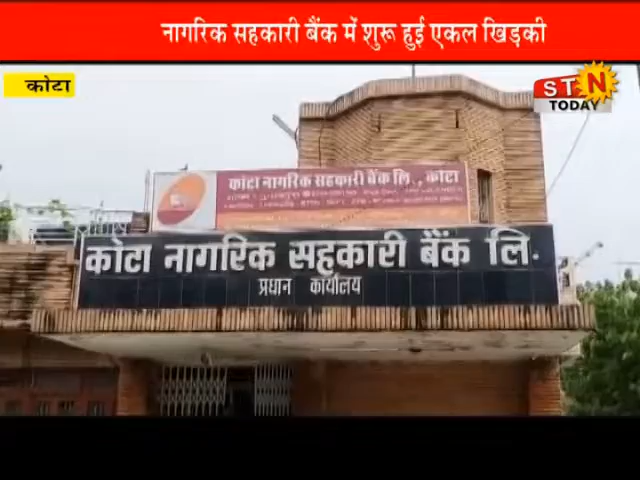 नागरिक सहकारी बैंक में शुरू हुई एकल खिड़की
कोटा
STN
TODAY
कोटा नागरिक सहकारी बैंक लि., कोटा
कोटा नागरिक सहकारी बैंक लि.
प्रधान कार्यालय